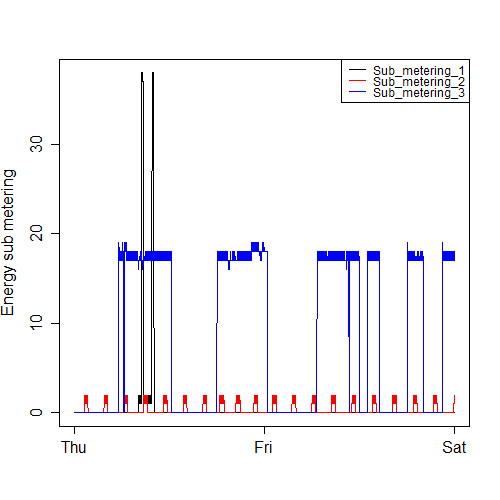 Sub_metering_1
Sub_metering_2
Sub_metering_3
Energy sub metering
30
20
10
0
Thu
Fri
Sat